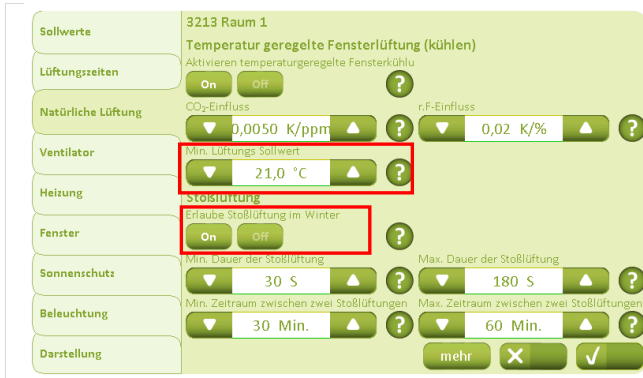 3213 Raum 1
Sollwerte
Temperatur geregelte Fensterlüftung (kühlen)
Aktivieren temperaturgeregelte Fensterkühlu
Lüftungszeiten
On Off ?
Natürliche Lüftung
CO₂-Einfluss r.F-Einfluss
0,0050 K/ppm ? 0,02 K/% ?
Ventilator
Min. Lüftungs Sollwert
21,0 °C ?
Heizung
Stoßlüftung
Erlaube Stoßlüftung im Winter
Fenster
On Off ?
Min. Dauer der Stoßlüftung Max. Dauer der Stoßlüftung
Sonnenschutz
30 S ? 180 S ?
Min. Zeitraum zwischen zwei Stoßlüftungen Max. Zeitraum zwischen zwei Stoßlüftungen
Beleuchtung
30 Min. ? 60 Min. ?
Darstellung
mehr